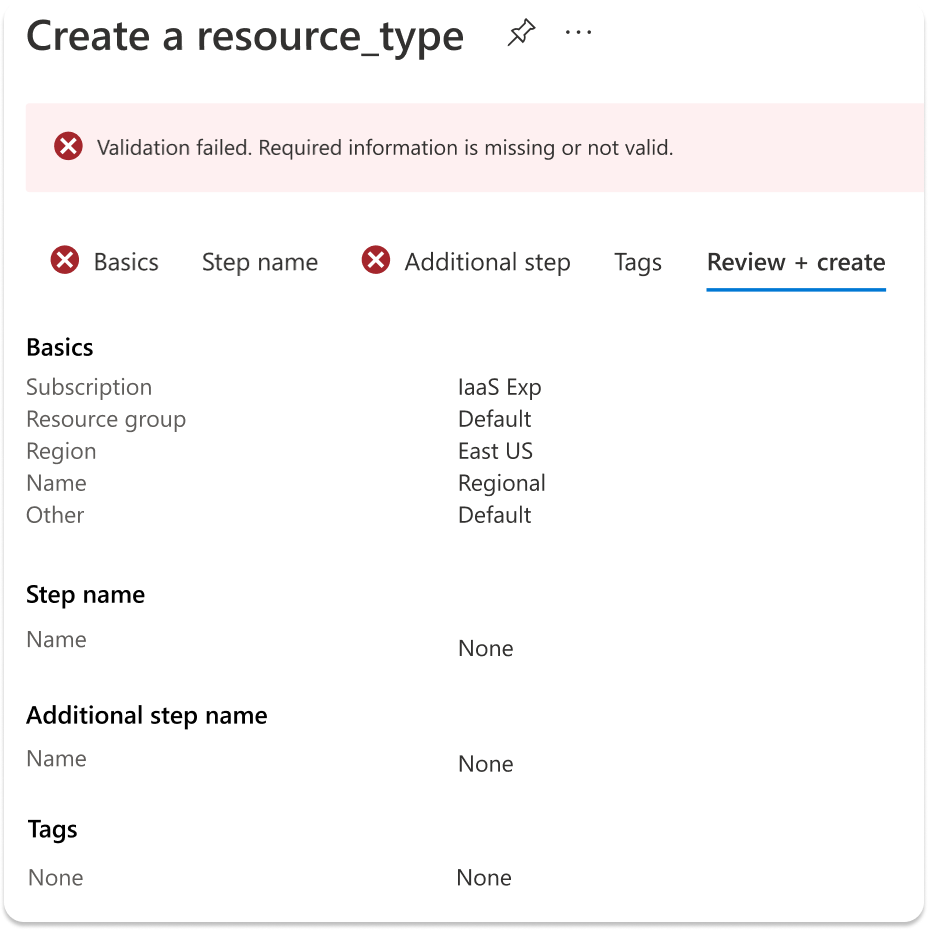 Create a resource_type ...
Validation failed. Required information is missing or not valid.
Basics Step name Additional step Tags Review + create
Basics
Subscription IaaS Exp
Resource group Default
Region East US
Name Regional
Other Default
Step name
Name None
Additional step name
Name None
Tags
None None